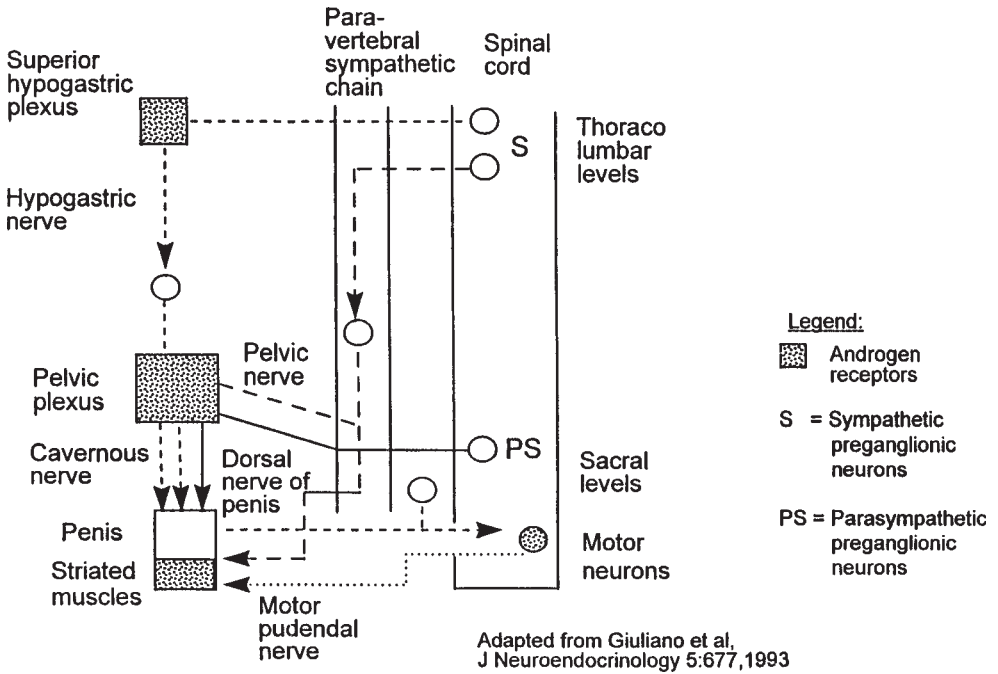 Superior
hypogastric
plexus
Para-
vertebral
sympathetic
chain
Spinal
cord
S
Thoraco
lumbar
levels
Hypogastric
nerve
Pelvic
nerve
Pelvic
plexus
Cavernous
nerve
Dorsal
nerve of
penis
PS
Sacral
levels
Penis
Striated
muscles
Motor
neurons
Motor
pudendal
nerve
Legend:
Androgen
receptors
S = Sympathetic
preganglionic
neurons
PS = Parasympathetic
preganglionic
neurons
Adapted from Giuliano et al,
J Neuroendocrinology 5:677,1993